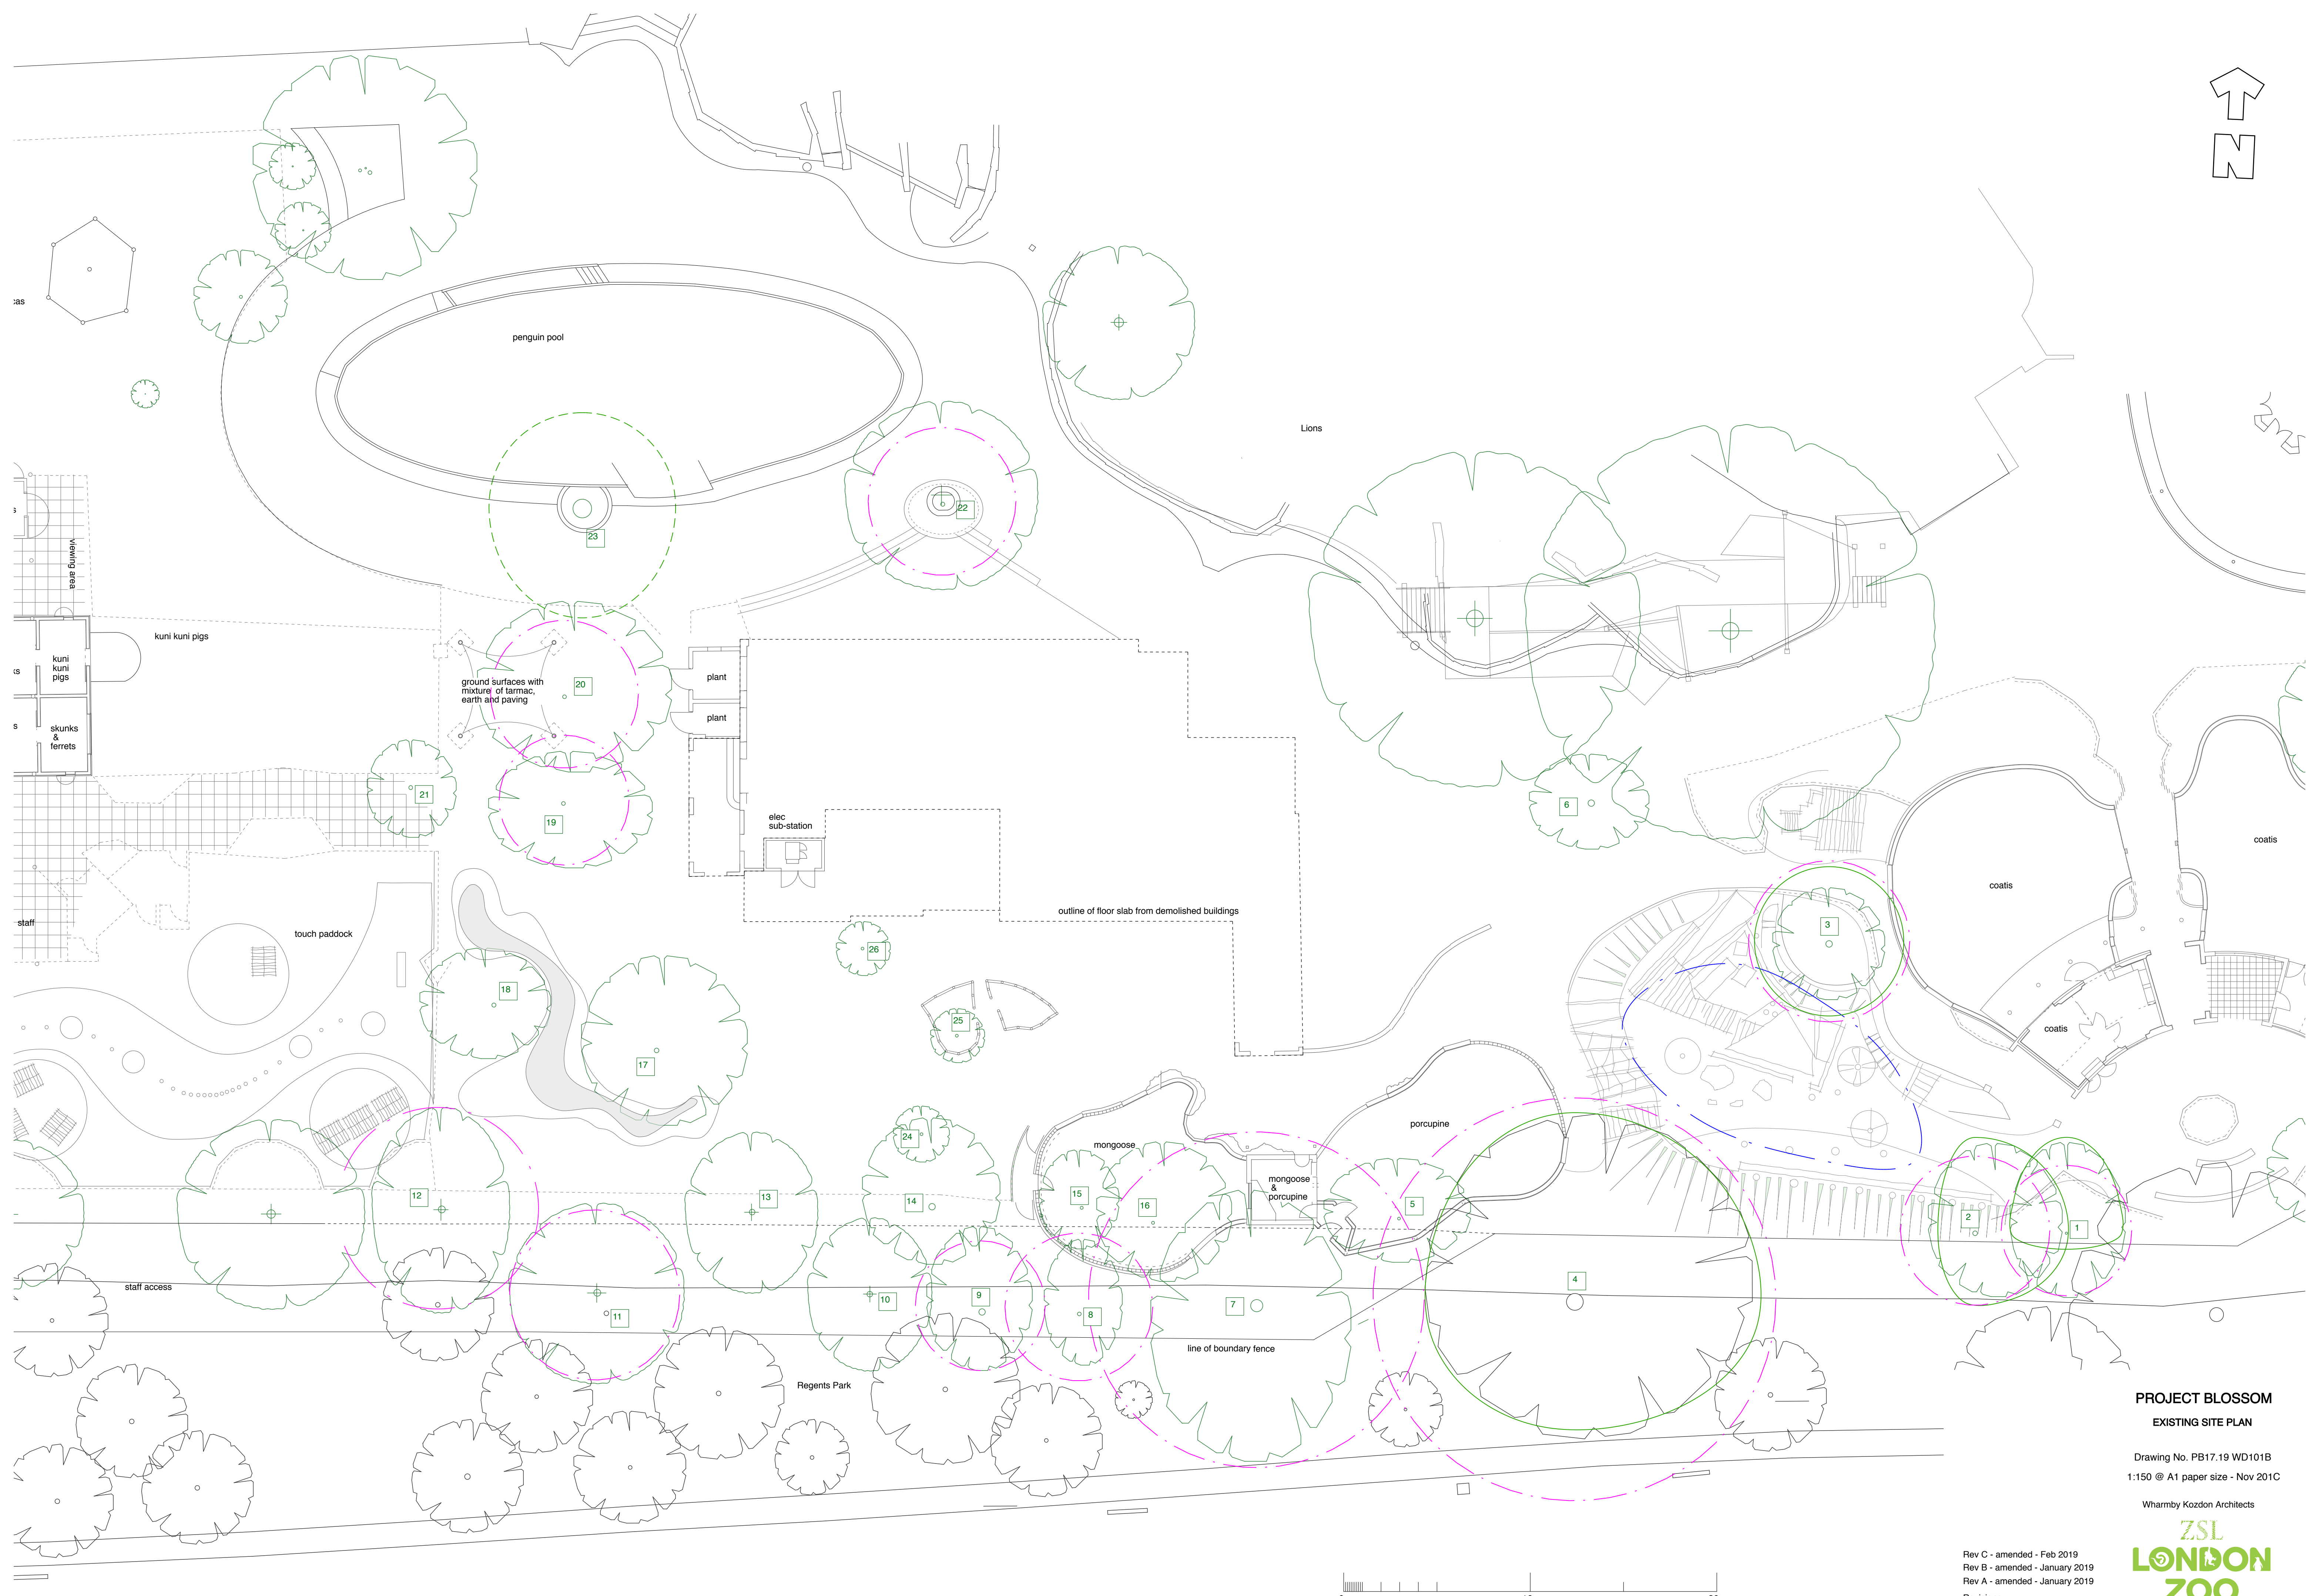 cas
penguin pool
Lions
22
23
viewing area
kuni kuni pigs
kuni
kuni
pigs
ks
s
s
skunks
&
ferrets
ground surfaces with
mixture of tarmac,
earth and paving
20
plant
plant
21
19
elec
sub-station
6
coatis
coatis
coatis
outline of floor slab from demolished buildings
staff
touch paddock
3
26
18
25
17
24
mongoose
porcupine
mongoose
&
porcupine
12
13
14
15
16
5
2
1
staff access
11
10
9
8
7
4
line of boundary fence
Regents Park
N
PROJECT BLOSSOM
EXISTING SITE PLAN
Drawing No. PB17.19 WD101B
1:150 @ A1 paper size - Nov 201C
Wharmby Kozdon Architects
ZSL
LONDON
ZOO
Rev C - amended - Feb 2019
Rev B - amended - January 2019
Rev A - amended - January 2019